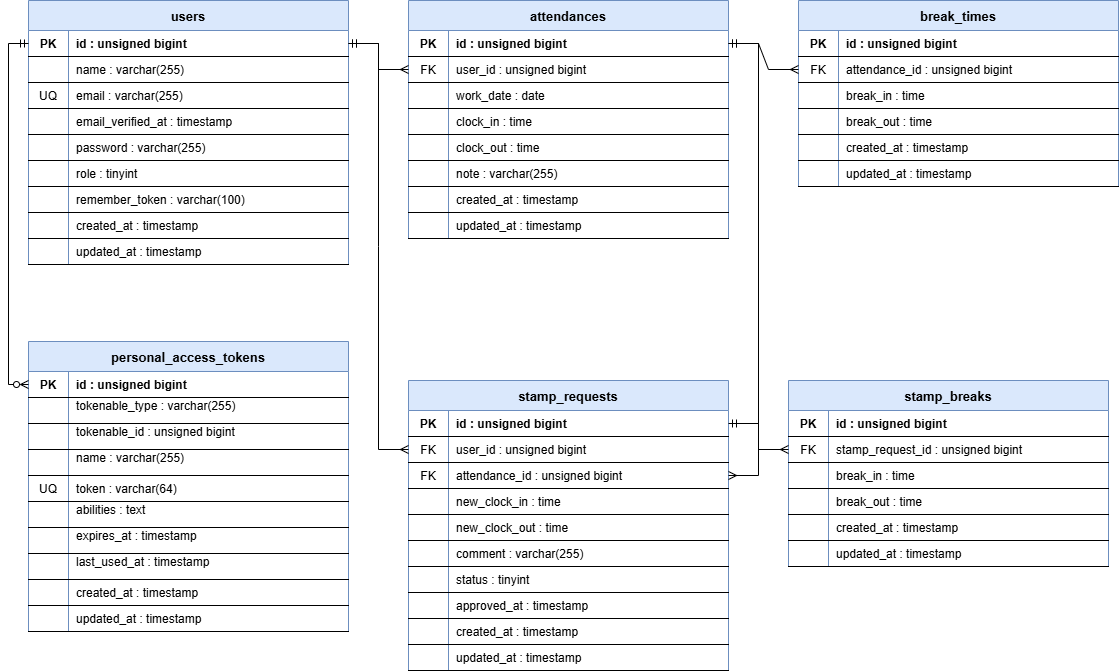 users
PK id : unsigned bigint
name : varchar(255)
UQ email : varchar(255)
email_verified_at : timestamp
password : varchar(255)
role : tinyint
remember_token : varchar(100)
created_at : timestamp
updated_at : timestamp
attendances
PK id : unsigned bigint
FK user_id : unsigned bigint
work_date : date
clock_in : time
clock_out : time
note : varchar(255)
created_at : timestamp
updated_at : timestamp
break_times
PK id : unsigned bigint
FK attendance_id : unsigned bigint
break_in : time
break_out : time
created_at : timestamp
updated_at : timestamp
personal_access_tokens
PK id : unsigned bigint
tokenable_type : varchar(255)
tokenable_id : unsigned bigint
name : varchar(255)
UQ token : varchar(64)
abilities : text
expires_at : timestamp
last_used_at : timestamp
created_at : timestamp
updated_at : timestamp
stamp_requests
PK id : unsigned bigint
FK user_id : unsigned bigint
FK attendance_id : unsigned bigint
new_clock_in : time
new_clock_out : time
comment : varchar(255)
status : tinyint
approved_at : timestamp
created_at : timestamp
updated_at : timestamp
stamp_breaks
PK id : unsigned bigint
FK stamp_request_id : unsigned bigint
break_in : time
break_out : time
created_at : timestamp
updated_at : timestamp